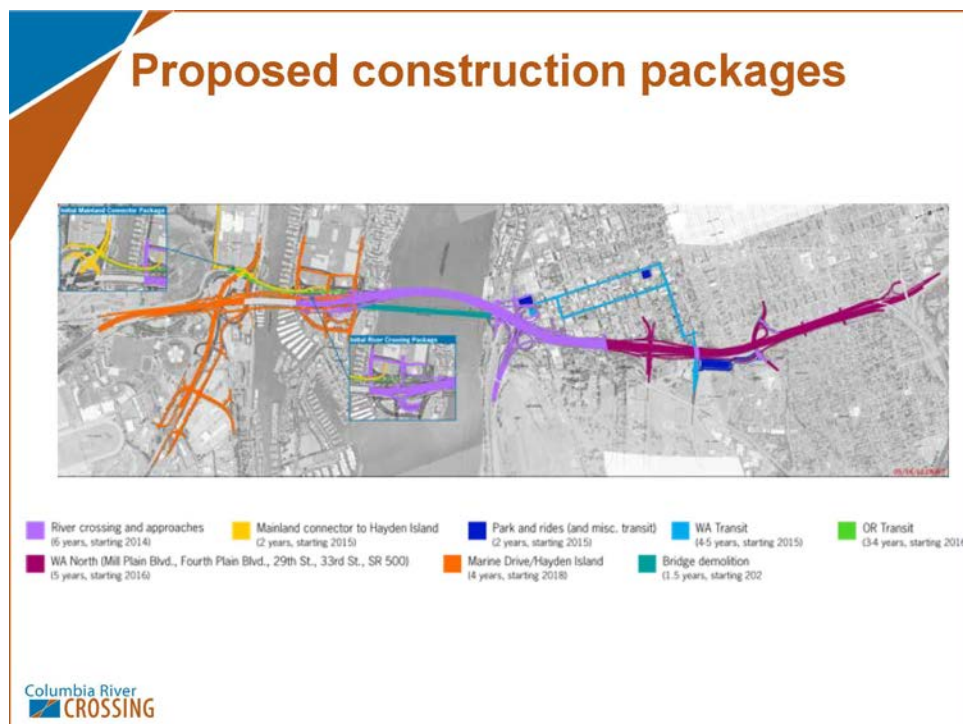 Proposed construction packages
Initial Mainland Connector Package
Initial River Crossing Package
River crossing and approaches
(6 years, starting 2014)
Mainland connector to Hayden Island
(2 years, starting 2015)
Park and rides (and misc. transit)
(2 years, starting 2015)
WA Transit
(4-5 years, starting 2015)
OR Transit
(3-4 years, starting 2016
WA North (Mill Plain Blvd., Fourth Plain Blvd., 29th St., 33rd St., SR 500)
(5 years, starting 2016)
Marine Drive/Hayden Island
(4 years, starting 2018)
Bridge demolition
(1.5 years, starting 202
Columbia River
CROSSING